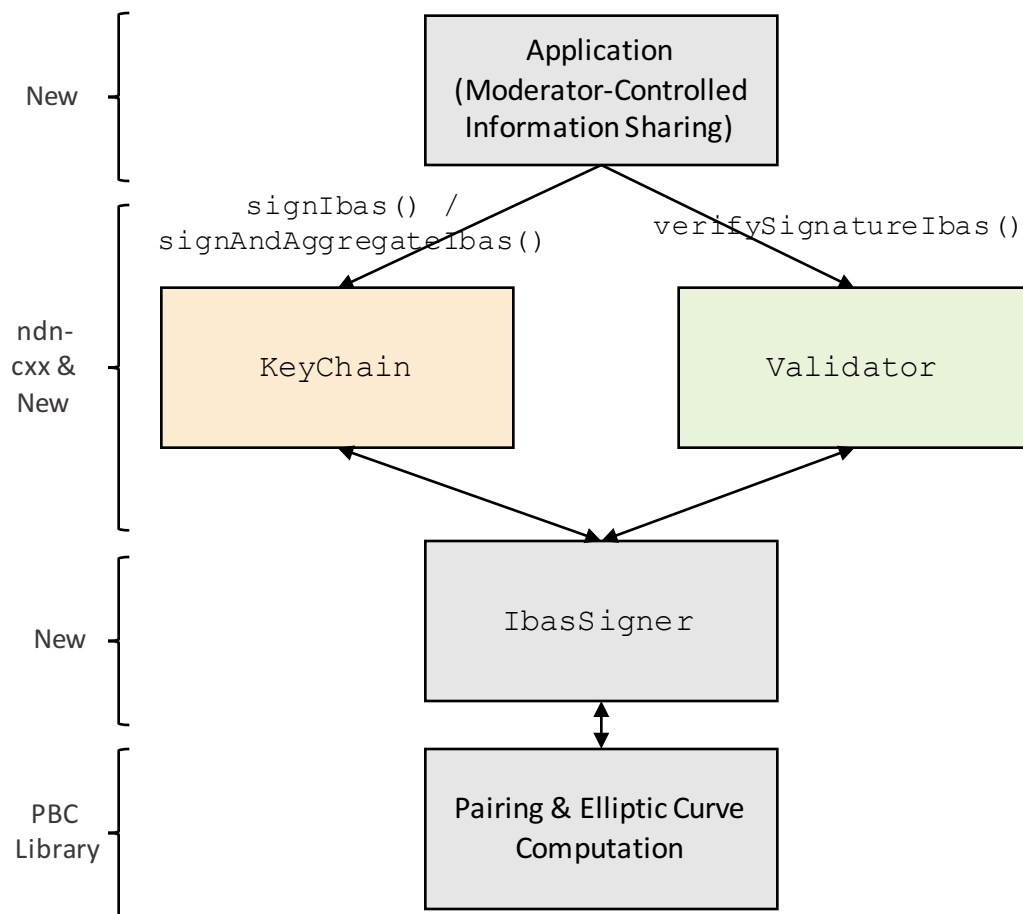 New
Application
(Moderator-Controlled
Information Sharing)
signIbas() /
signAndAggregateIbas()
verifySignatureIbas()
ndn-
cxx &
New
KeyChain
Validator
New
IbasSigner
PBC
Library
Pairing & Elliptic Curve
Computation